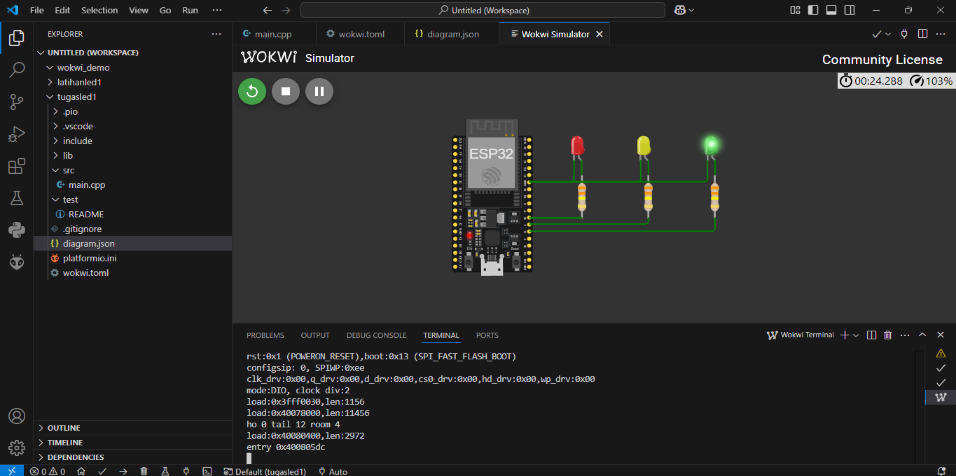 File Edit Selection View Go Run ···
Untitled (Workspace)
EXPLORER ···
UNTITLED (WORKSPACE)
wokwi_demo
latihanled1
tugasled1
.pio
.vscode
include
lib
src
main.cpp
test
README
.gitignore
diagram.json
platformio.ini
wokwi.toml
OUTLINE
TIMELINE
DEPENDENCIES
main.cpp wokwi.toml diagram.json Wokwi Simulator
WOKWi Simulator Community License
00:24.288 103%
ESP32
PROBLEMS OUTPUT DEBUG CONSOLE TERMINAL PORTS Wokwi Terminal
rst:0x1 (POWERON_RESET),boot:0x13 (SPI_FAST_FLASH_BOOT)
configsip: 0, SPIWP:0xee
clk_drv:0x00,q_drv:0x00,d_drv:0x00,cs0_drv:0x00,hd_drv:0x00,wp_drv:0x00
mode:DIO, clock div:2
load:0x3fff0030,len:1156
load:0x40078000,len:11456
ho 0 tail 12 room 4
load:0x40080400,len:2972
entry 0x400805dc
0 0 Default (tugasled1) Auto